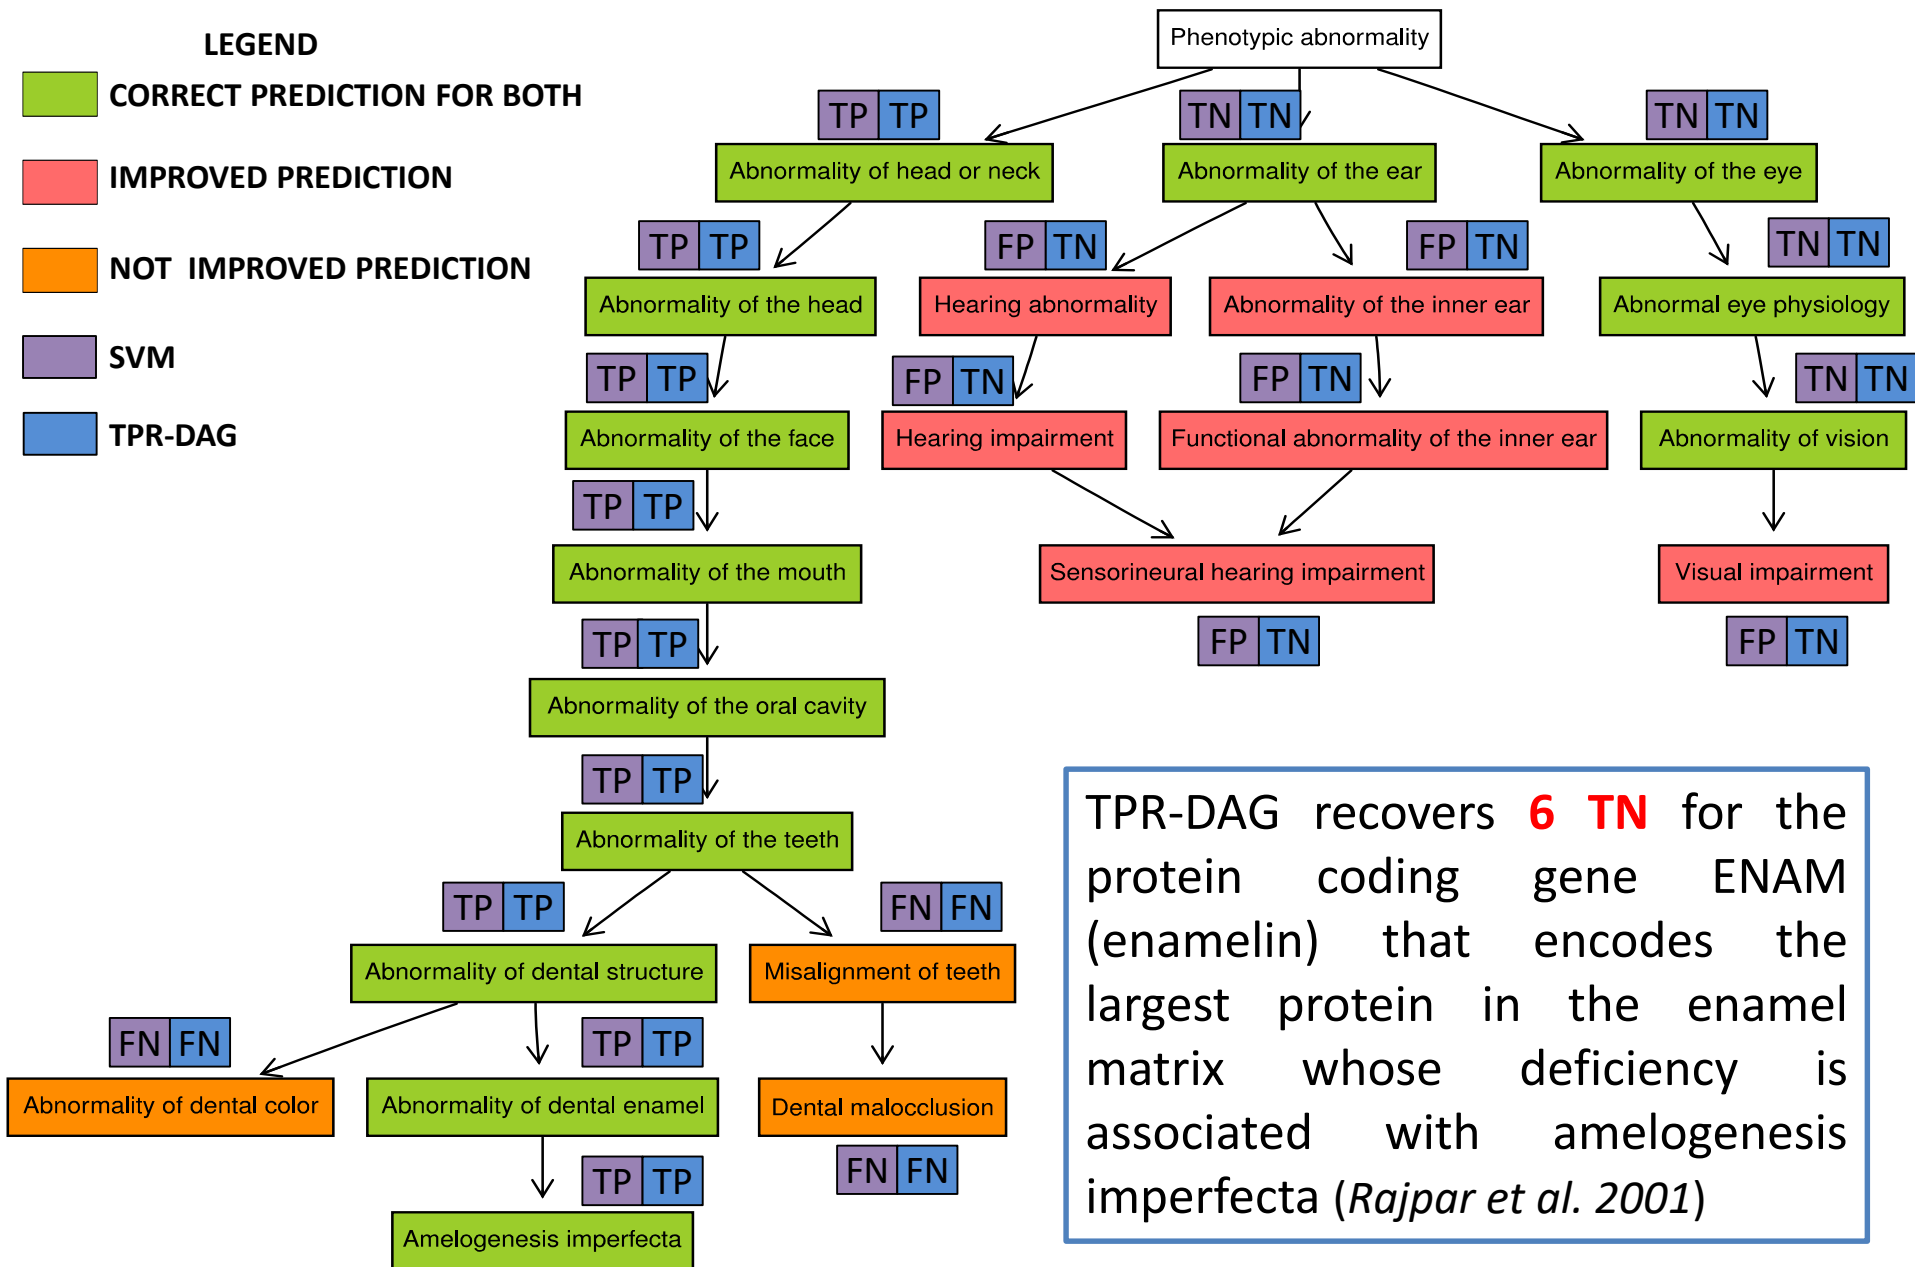 LEGEND
CORRECT PREDICTION FOR BOTH
IMPROVED PREDICTION
NOT IMPROVED PREDICTION
SVM
TPR-DAG
Phenotypic abnormality
TP TP
TN TN
TN TN
Abnormality of head or neck
Abnormality of the ear
Abnormality of the eye
TP TP
FP TN
FP TN
TN TN
Abnormality of the head
Hearing abnormality
Abnormality of the inner ear
Abnormal eye physiology
TP TP
FP TN
FP TN
TN TN
Abnormality of the face
Hearing impairment
Functional abnormality of the inner ear
Abnormality of vision
TP TP
Abnormality of the mouth
Sensorineural hearing impairment
Visual impairment
TP TP
FP TN
FP TN
Abnormality of the oral cavity
TP TP
Abnormality of the teeth
TP TP
FN FN
Abnormality of dental structure
Misalignment of teeth
FN FN
TP TP
Abnormality of dental color
Abnormality of dental enamel
Dental malocclusion
TP TP
FN FN
Amelogenesis imperfecta
TPR-DAG recovers 6 TN for the
protein coding gene ENAM
(enamelin) that encodes the
largest protein in the enamel
matrix whose deficiency is
associated with amelogenesis
imperfecta (Rajpar et al. 2001)